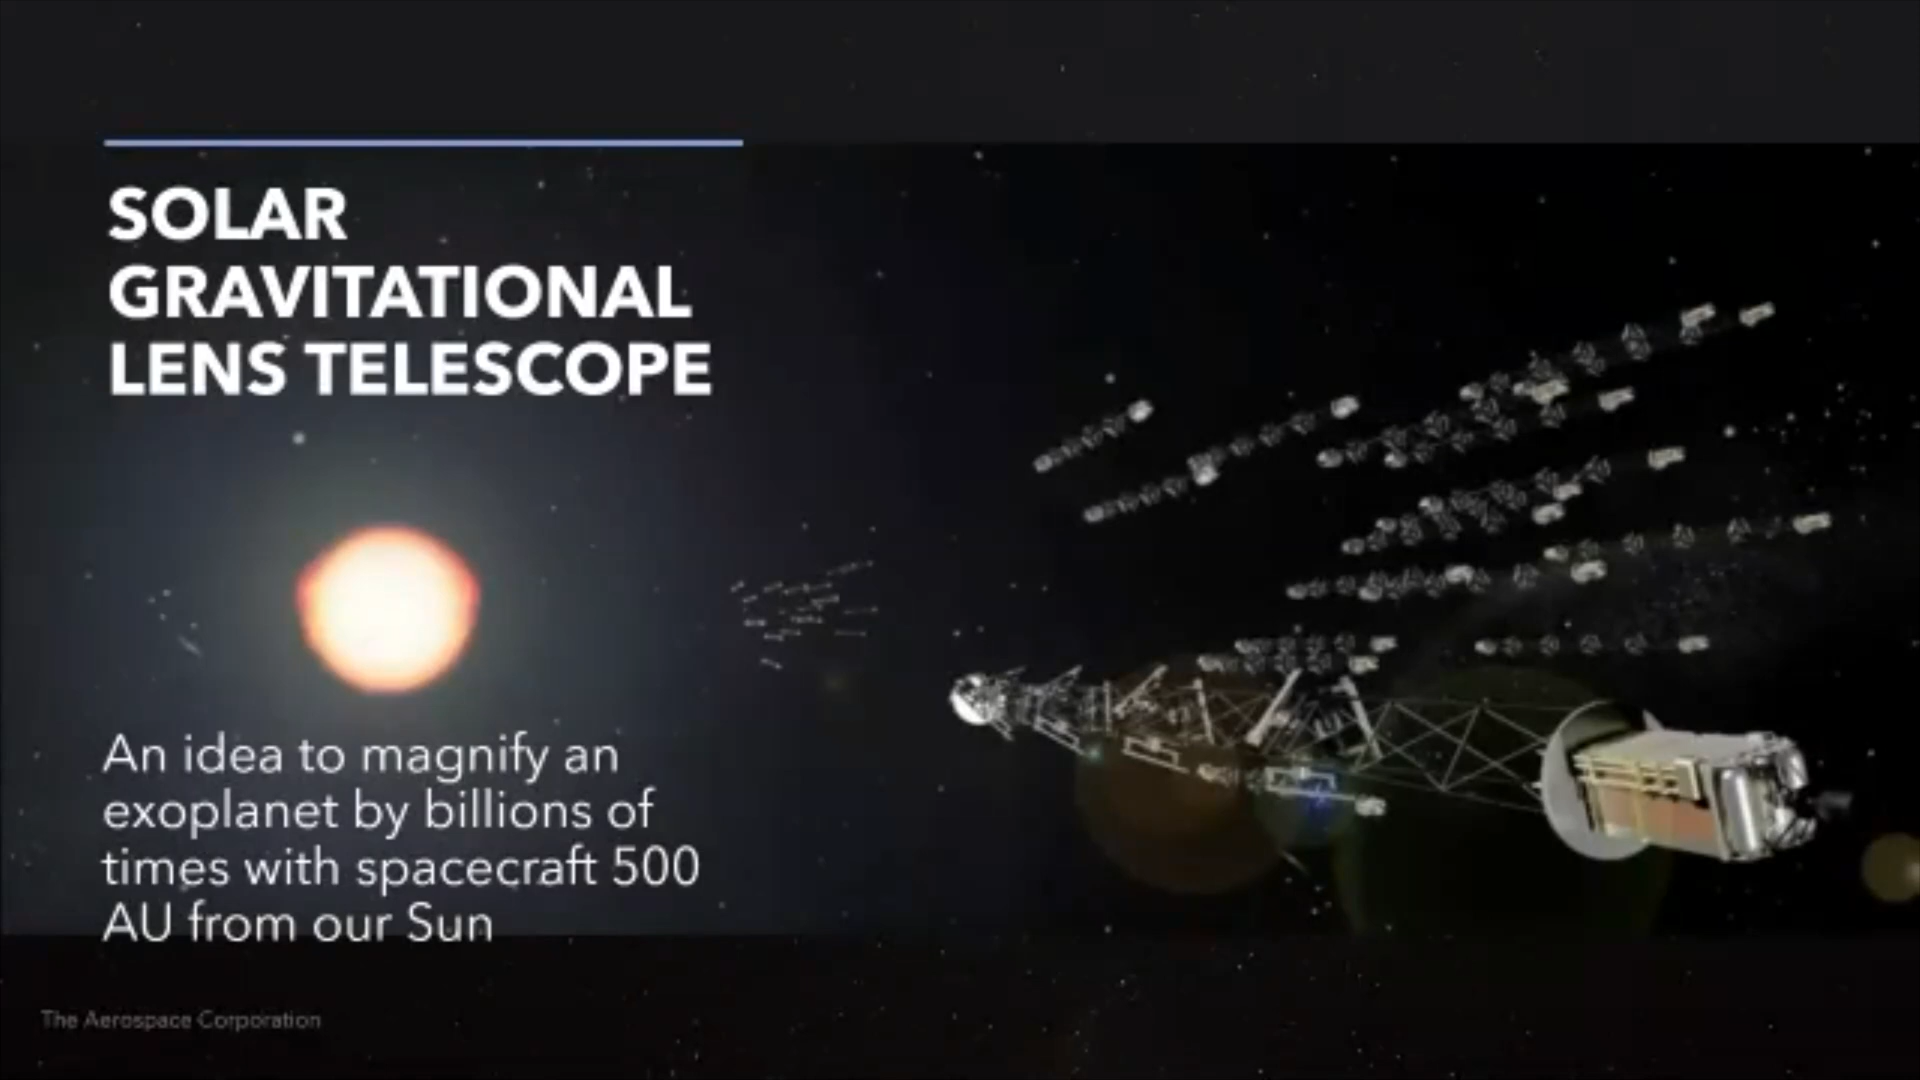 SOLAR
GRAVITATIONAL
LENS TELESCOPE
An idea to magnify an
exoplanet by billions of
times with spacecraft 500
AU from our Sun
The Aerospace Corporation